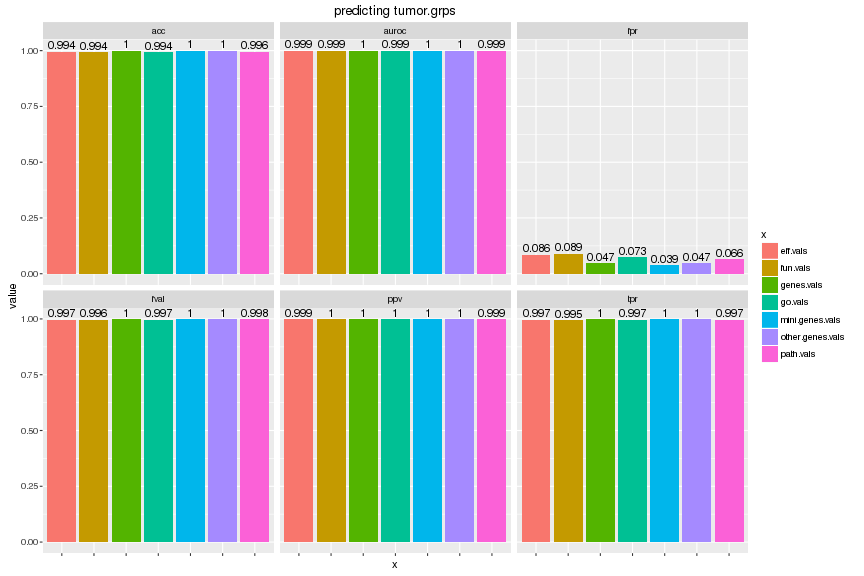 predicting tumor.grps
acc auroc fpr
0.994 0.994 1 0.994 1 1 0.996
0.999 0.999 1 0.999 1 1 0.999
0.086 0.089 0.047 0.073 0.039 0.047 0.066
1.00
0.75
0.50
0.25
0.00
fval ppv tpr
0.997 0.996 1 0.997 1 1 0.998
0.999 1 1 1 1 1 0.999
0.997 0.995 1 0.997 1 1 0.997
1.00
0.75
0.50
0.25
0.00
value
x
x
eff.vals
fun.vals
genes.vals
go.vals
mini.genes.vals
other.genes.vals
path.vals